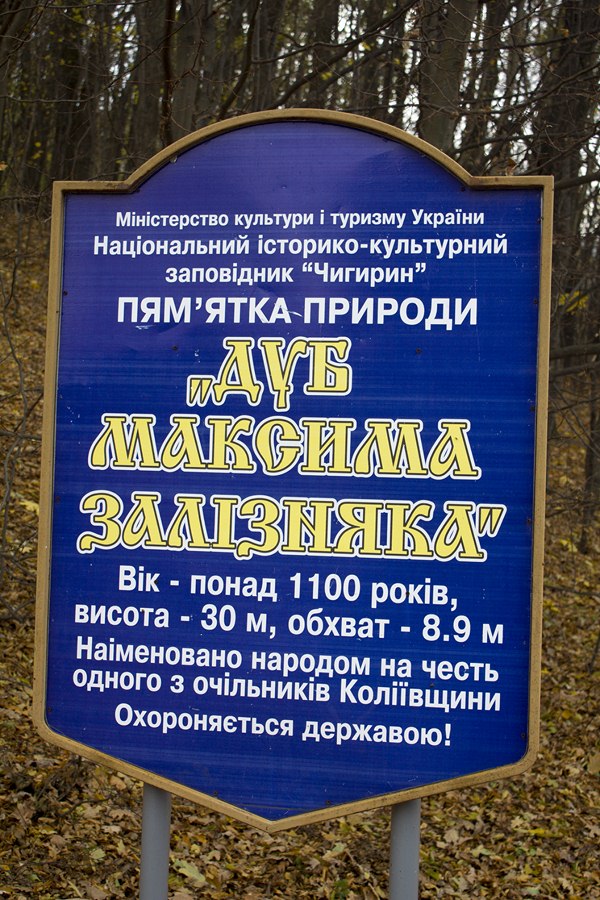 Міністерство культури і туризму України
Національний історико-культурний
заповідник “Чигирин”
ПЯМ’ЯТКА ПРИРОДИ
„ДУБ
МАКСИМА
ЗАЛІЗНЯКА”
Вік - понад 1100 років,
висота - 30 м, обхват - 8.9 м
Наіменовано народом на честь
одного з очільників Коліївщини
Охороняється державою!